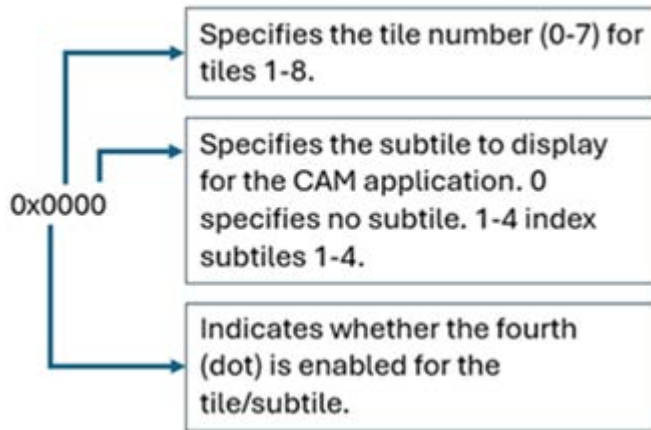 Specifies the tile number (0-7) for
tiles 1-8.
Specifies the subtile to display
for the CAM application. 0
specifies no subtile. 1-4 index
subtiles 1-4.
0x0000
Indicates whether the fourth
(dot) is enabled for the
tile/subtile.